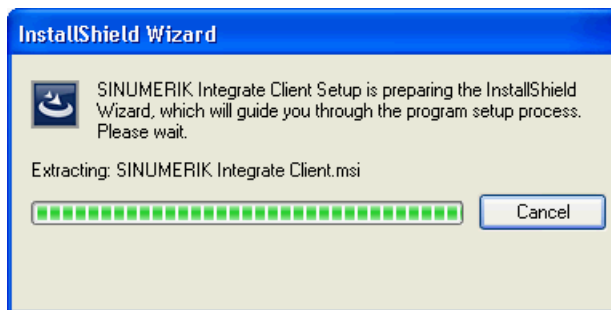 InstallShield Wizard
SINUMERIK Integrate Client Setup is preparing the InstallShield
Wizard, which will guide you through the program setup process.
Please wait.
Extracting: SINUMERIK Integrate Client.msi
Cancel